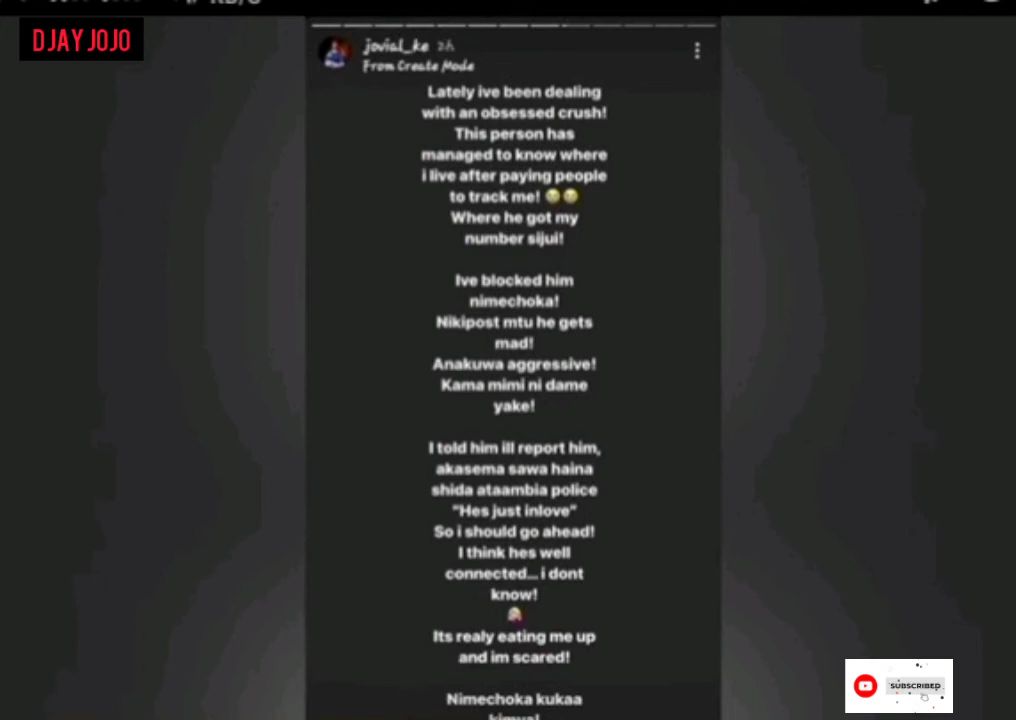 DJAY JOJO
jovial_ke
From Create Mode
Lately ive been dealing
with an obsessed crush!
This person has
managed to know where
i live after paying people
to track me! 😭😭
Where he got my
number sijui!
Ive blocked him
nimechoka!
Nikipost mtu he gets
mad!
Anakuwa aggressive!
Kama mimi ni dame
yake!
I told him ill report him,
akasema sawa haina
shida ataambia police
"Hes just inlove"
So i should go ahead!
I think hes well
connected... i dont
know!
Its realy eating me up
and im scared!
Nimechoka kukaa
kimya!
SUBSCRIBED